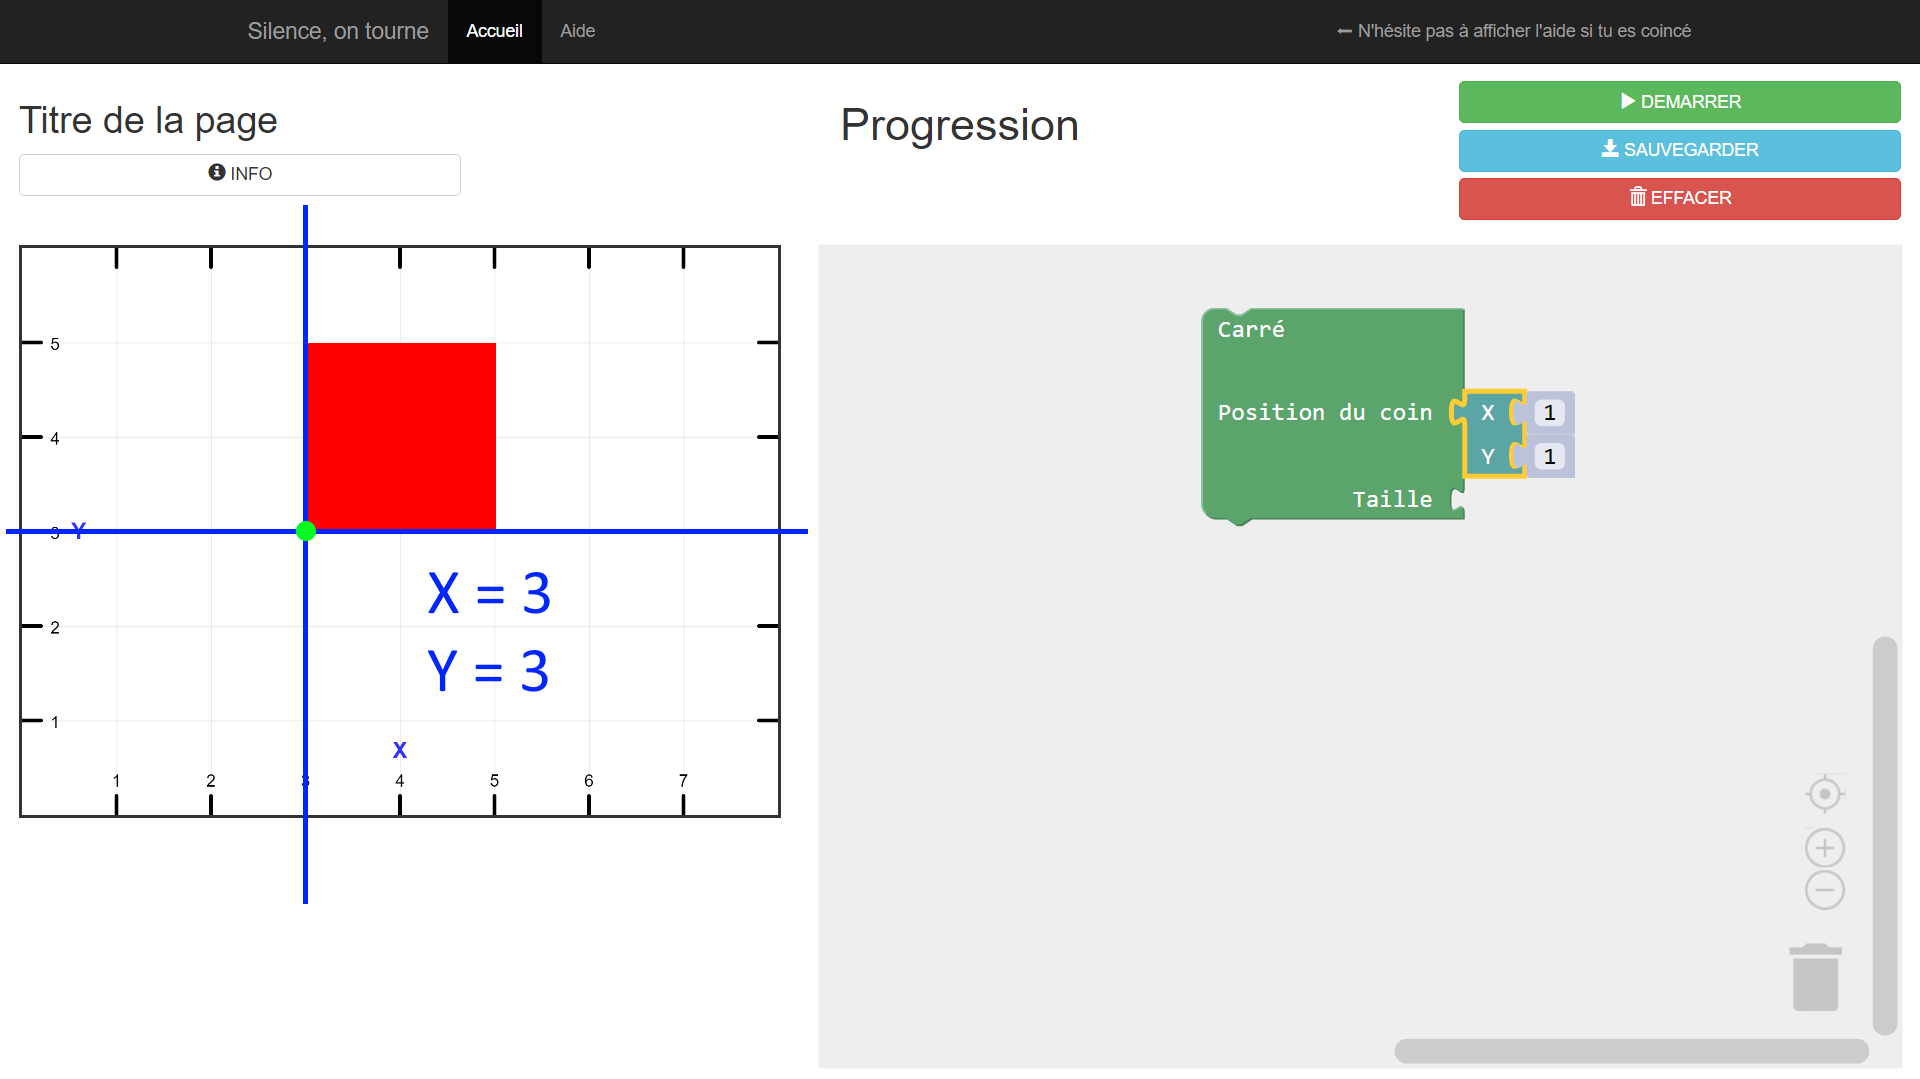 Silence, on tourne
Accueil
Aide
N'hésite pas à afficher l'aide si tu es coincé
Titre de la page
INFO
Progression
DEMARRER
SAUVEGARDER
EFFACER
5
4
3 Y
2
1
X = 3
Y = 3
X
1 2 3 4 5 6 7
Carré
Position du coin X 1
Y 1
Taille